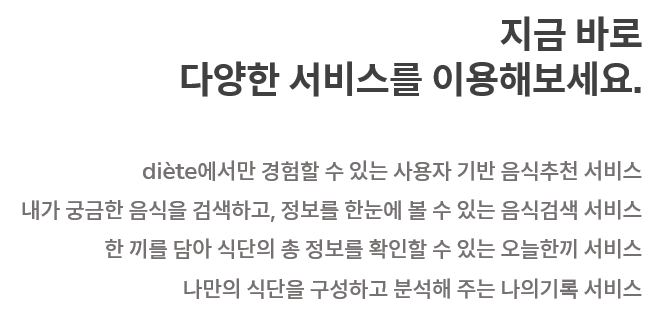 지금 바로
다양한 서비스를 이용해보세요.
diète에서만 경험할 수 있는 사용자 기반 음식추천 서비스
내가 궁금한 음식을 검색하고, 정보를 한눈에 볼 수 있는 음식검색 서비스
한 끼를 담아 식단의 총 정보를 확인할 수 있는 오늘한끼 서비스
나만의 식단을 구성하고 분석해 주는 나의기록 서비스